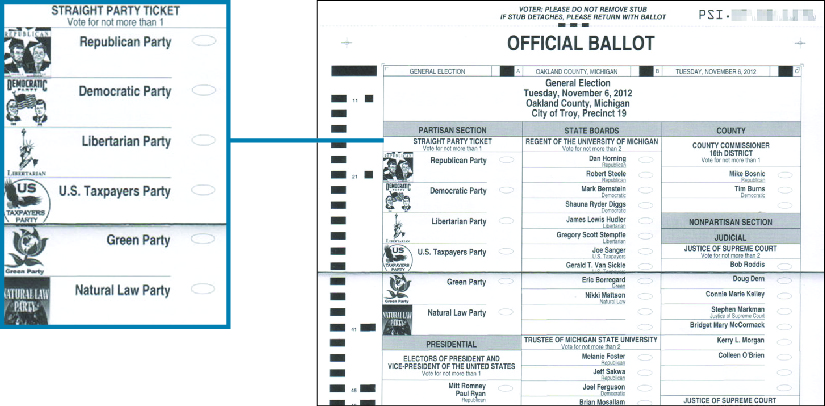 STRAIGHT PARTY TICKET
Vote for not more than 1
REPUBLICAN
Republican Party
DEMOCRATIC
Democratic Party
Libertarian Party
LIBERTARIAN
U.S. Taxpayers Party
US
TAXPAYERS
PARTY
Green Party
Green Party
Natural Law Party
NATURAL LAW
PARTY
VOTER: PLEASE DO NOT REMOVE STUB
IF STUB DETACHES, PLEASE RETURN WITH BALLOT
PSI-
OFFICIAL BALLOT
GENERAL ELECTION
A
OAKLAND COUNTY, MICHIGAN
B
TUESDAY, NOVEMBER 6, 2012
C
General Election
Tuesday, November 6, 2012
Oakland County, Michigan
City of Troy, Precinct 19
11
21
41
PARTISAN SECTION
STRAIGHT PARTY TICKET
Vote for not more than 1
Republican Party
Democratic Party
Libertarian Party
U.S. Taxpayers Party
Green Party
Natural Law Party
PRESIDENTIAL
ELECTORS OF PRESIDENT AND
VICE-PRESIDENT OF THE UNITED STATES
Vote for not more than 1
Mitt Romney
Paul Ryan
Republican
STATE BOARDS
REGENT OF THE UNIVERSITY OF MICHIGAN
Vote for not more than 2
Dan Horning
Republican
Robert Steele
Republican
Mark Bernstein
Democratic
Shauna Ryder Diggs
Democratic
James Lewis Hudler
Libertarian
Gregory Scott Stempfle
Libertarian
Joe Sanger
U.S. Taxpayers
Gerald T. Van Sickle
U.S. Taxpayers
Eric Borregard
Green
Nikki Mattson
Natural Law
TRUSTEE OF MICHIGAN STATE UNIVERSITY
Vote for not more than 2
Melanie Foster
Republican
Jeff Sakwa
Republican
Joel Ferguson
Democratic
Brian Mosallam
COUNTY
COUNTY COMMISSIONER
16th DISTRICT
Vote for not more than 1
Mike Bosnic
Republican
Tim Burns
Democratic
NONPARTISAN SECTION
JUDICIAL
JUSTICE OF SUPREME COURT
Vote for not more than 2
Bob Roddis
Doug Dern
Connie Marie Kelley
Stephen Markman
Justice of Supreme Court
Bridget Mary McCormack
Kerry L. Morgan
Colleen O'Brien
JUSTICE OF SUPREME COURT